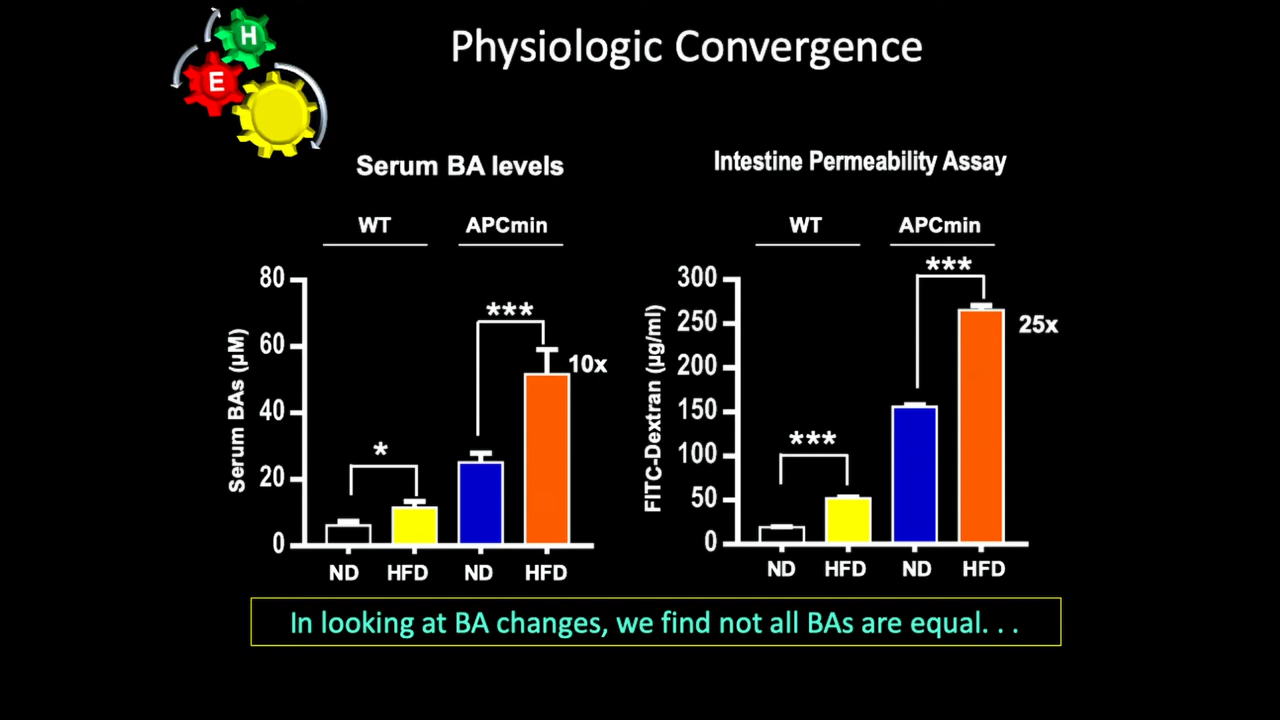 H
E
Physiologic Convergence
Serum BA levels
WT
APCmin
Serum BAs (µM)
80
60
40
20
0
*
***
10x
ND
HFD
ND
HFD
Intestine Permeability Assay
WT
APCmin
FITC-Dextran (µg/ml)
300
250
200
150
100
50
0
***
***
25x
ND
HFD
ND
HFD
In looking at BA changes, we find not all BAs are equal. . .